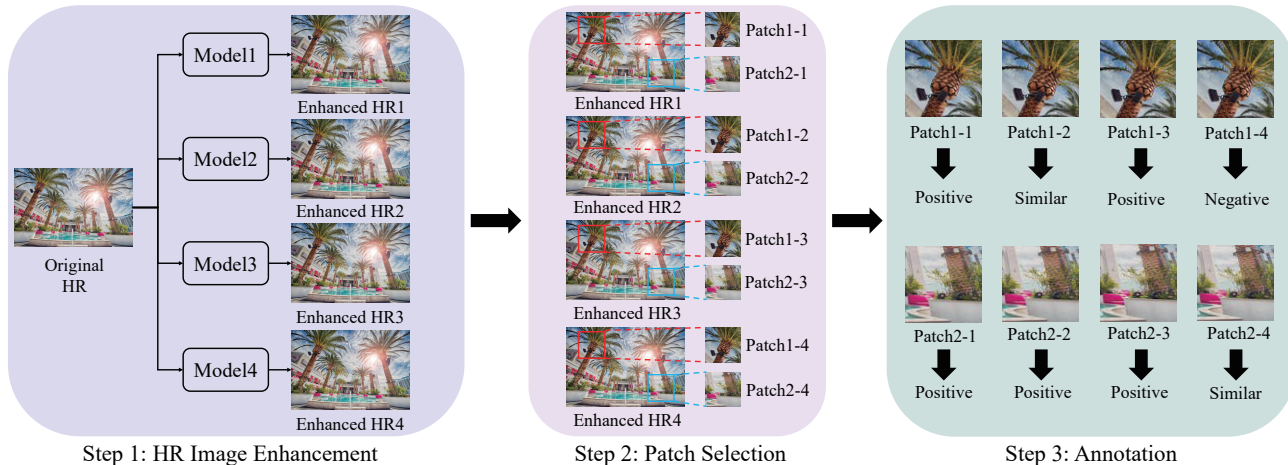 Model1
Enhanced HR1
Model2
Enhanced HR2
Original
HR
Model3
Enhanced HR3
Model4
Enhanced HR4
Step 1: HR Image Enhancement
Patch1-1
Patch2-1
Enhanced HR1
Patch1-2
Patch2-2
Enhanced HR2
Patch1-3
Patch2-3
Enhanced HR3
Patch1-4
Patch2-4
Enhanced HR4
Step 2: Patch Selection
Patch1-1 Patch1-2 Patch1-3 Patch1-4
Positive Similar Positive Negative
Patch2-1 Patch2-2 Patch2-3 Patch2-4
Positive Positive Positive Similar
Step 3: Annotation